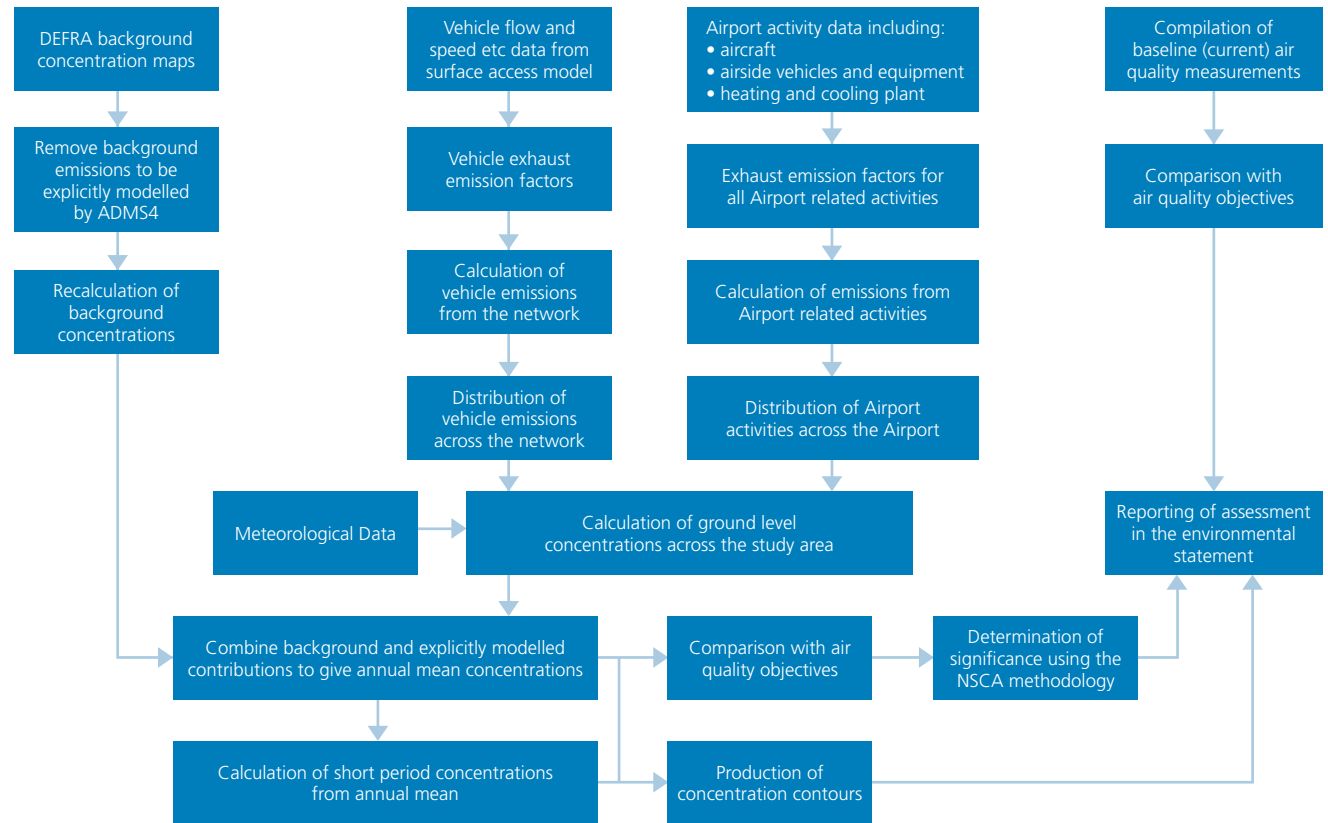 DEFRA background
concentration maps
Vehicle flow and
speed etc data from
surface access model
Airport activity data including:
• aircraft
• airside vehicles and equipment
• heating and cooling plant
Compilation of
baseline (current) air
quality measurements
Remove background
emissions to be
explicitly modelled
by ADMS4
Vehicle exhaust
emission factors
Exhaust emission factors for
all Airport related activities
Comparison with
air quality objectives
Recalculation of
background
concentrations
Calculation of
vehicle emissions
from the network
Calculation of emissions from
Airport related activities
Distribution of
vehicle emissions
across the network
Distribution of Airport
activities across the Airport
Meteorological Data
Calculation of ground level
concentrations across the study area
Reporting of assessment
in the environmental
statement
Combine background and explicitly modelled
contributions to give annual mean concentrations
Comparison with air
quality objectives
Determination of
significance using the
NSCA methodology
Calculation of short period concentrations
from annual mean
Production of
concentration contours